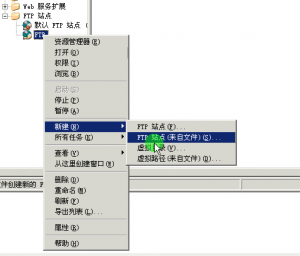 Web 服务扩展
FTP 站点
默认 FTP 站点
FTP
资源管理器(E)
打开(O)
权限(I)
浏览(B)
启动(S)
停止(P)
暂停(A)
新建(N)
FTP 站点(F)...
FTP 站点(来自文件)(S)...
虚拟
虚拟路径(来自文件)(A)...
所有任务(K)
查看(V)
从这里创建窗口(W)
删除(D)
重命名(M)
刷新(F)
导出列表(L)...
属性(R)
帮助(H)
件创建新的